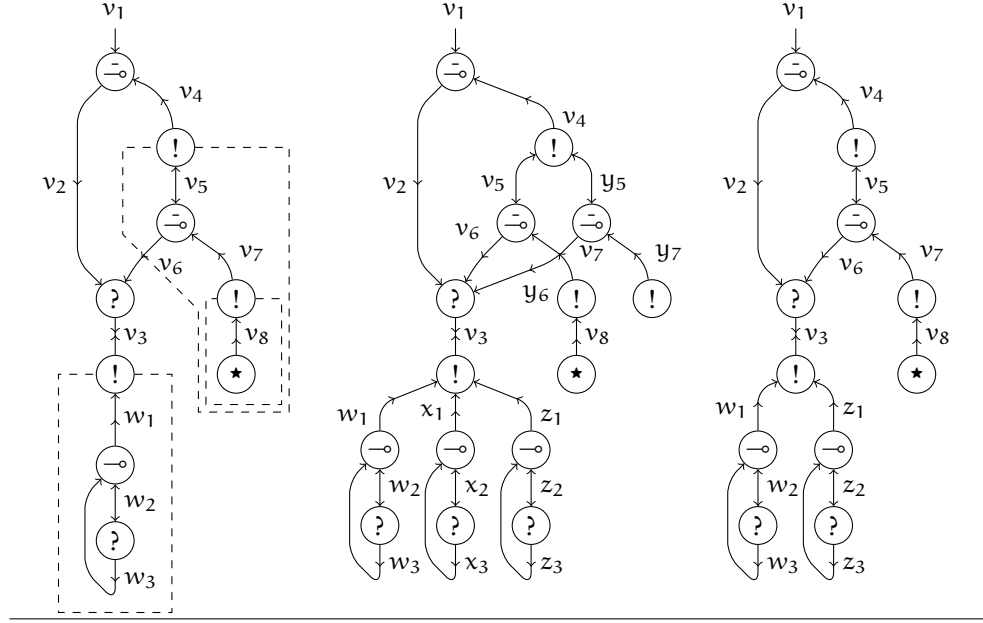 v₁ v₁ v₁
⊸̄ ⊸̄ ⊸̄
v₄ v₄ v₄
! ! !
v₂ v₅ v₂ v₅ y₅ v₂ v₅
⊸̄ ⊸̄ ⊸̄ ⊸̄
v₆ v₇ v₆ v₇ y₇ v₆ v₇
? ! ? y₆ ! ! ? !
v₃ v₈ v₃ v₈ v₃ v₈
! ★ ! ★ ! ★
w₁ w₁ x₁ z₁ w₁ z₁
⊸ ⊸ ⊸ ⊸ ⊸ ⊸
w₂ w₂ x₂ z₂ w₂ z₂
? ? ? ? ? ?
w₃ w₃ x₃ z₃ w₃ z₃